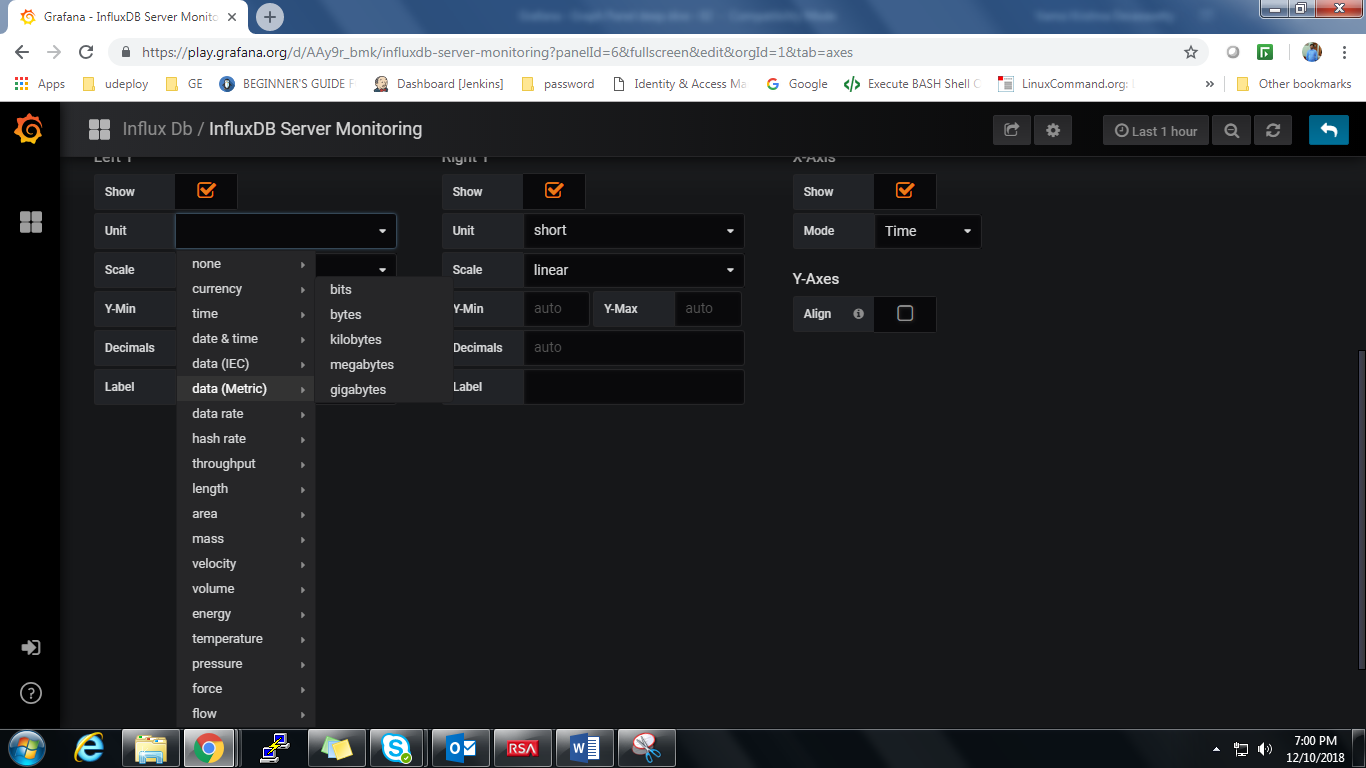 Grafana - InfluxDB Server Monito
https://play.grafana.org/d/AAy9r_bmk/influxdb-server-monitoring?panelId=6&fullscreen&edit&orgId=1&tab=axes
Apps udeploy GE BEGINNER'S GUIDE F Dashboard [Jenkins] password Identity & Access Ma Google Execute BASH Shell C LinuxCommand.org: » Other bookmarks
Influx Db / InfluxDB Server Monitoring Last 1 hour
Left Y Right Y X-Axis
Show Show Show
Unit Unit short Mode Time
none
Scale Scale linear
Y-Axes
currency bits
Y-Min Y-Min auto Y-Max auto
time bytes
Align
date & time kilobytes
Decimals Decimals auto
data (IEC) megabytes
Label Label
data (Metric) gigabytes
data rate
hash rate
throughput
length
area
mass
velocity
volume
energy
temperature
pressure
force
flow
RSA
7:00 PM
12/10/2018